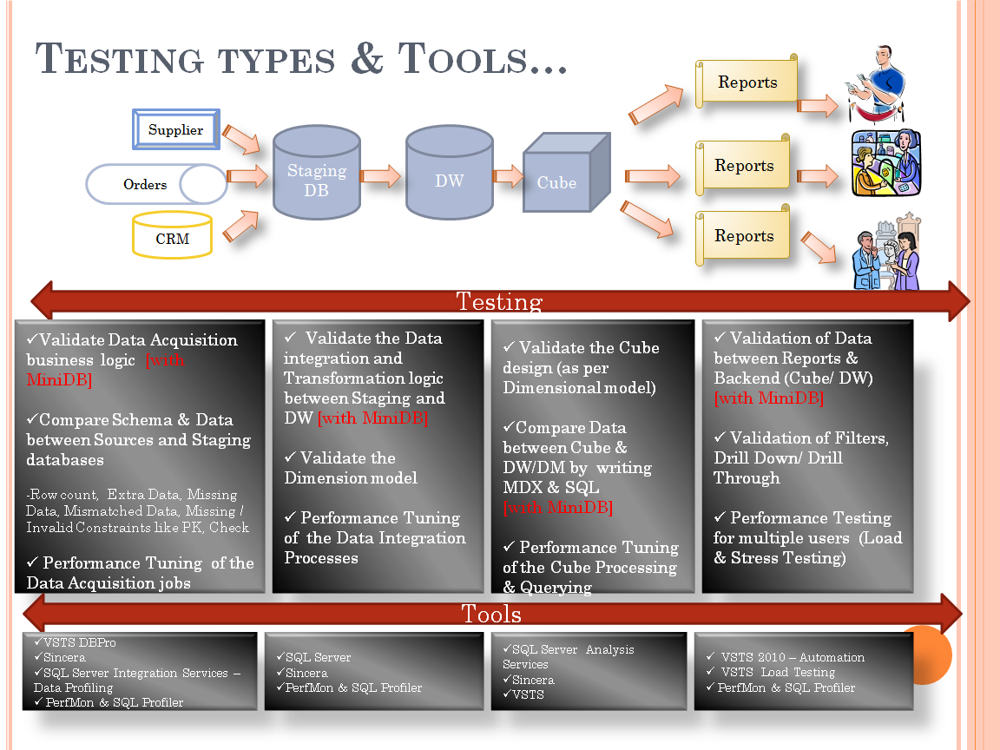 TESTING TYPES & TOOLS…
Supplier
Orders
CRM
Staging
DB
DW
Cube
Reports
Reports
Reports
Testing
✓Validate Data Acquisition
business logic [with
MiniDB]
✓Compare Schema & Data
between Sources and Staging
databases
-Row count, Extra Data, Missing
Data, Mismatched Data, Missing /
Invalid Constraints like PK, Check
✓ Performance Tuning of the
Data Acquisition jobs
✓ Validate the Data
integration and
Transformation logic
between Staging and
DW [with MiniDB]
✓ Validate the
Dimension model
✓ Performance Tuning
of the Data Integration
Processes
✓ Validate the Cube
design (as per
Dimensional model)
✓Compare Data
between Cube &
DW/DM by writing
MDX & SQL
[with MiniDB]
✓ Performance Tuning
of the Cube Processing
& Querying
✓ Validation of Data
between Reports &
Backend (Cube/ DW)
[with MiniDB]
✓ Validation of Filters,
Drill Down/ Drill
Through
✓ Performance Testing
for multiple users (Load
& Stress Testing)
Tools
✓VSTS DBPro
✓Sincera
✓SQL Server Integration Services –
Data Profiling
✓ PerfMon & SQL Profiler
✓SQL Server
✓Sincera
✓PerfMon & SQL Profiler
✓SQL Server Analysis
Services
✓Sincera
✓VSTS
✓ VSTS 2010 – Automation
✓ VSTS Load Testing
✓PerfMon & SQL Profiler